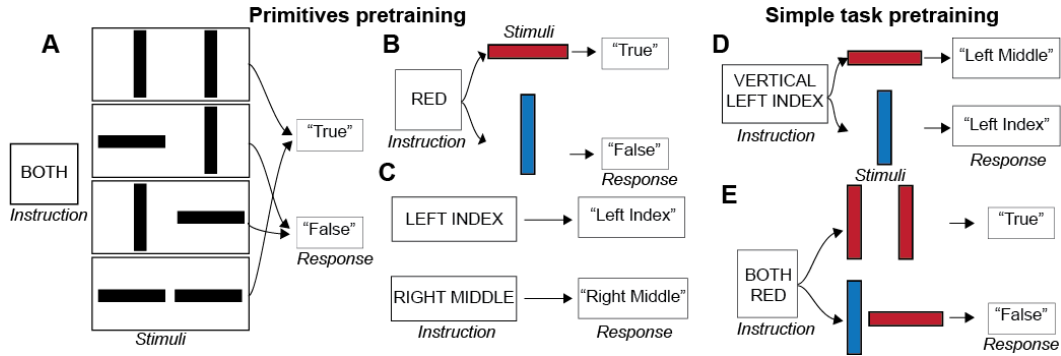 Primitives pretraining
Simple task pretraining
A
BOTH
Instruction
"True"
"False"
Response
Stimuli
B
Stimuli
RED
Instruction
"True"
"False"
Response
C
LEFT INDEX
"Left Index"
RIGHT MIDDLE
"Right Middle"
Instruction
Response
D
VERTICAL
LEFT INDEX
Instruction
"Left Middle"
"Left Index"
Response
Stimuli
E
BOTH
RED
Instruction
"True"
"False"
Response